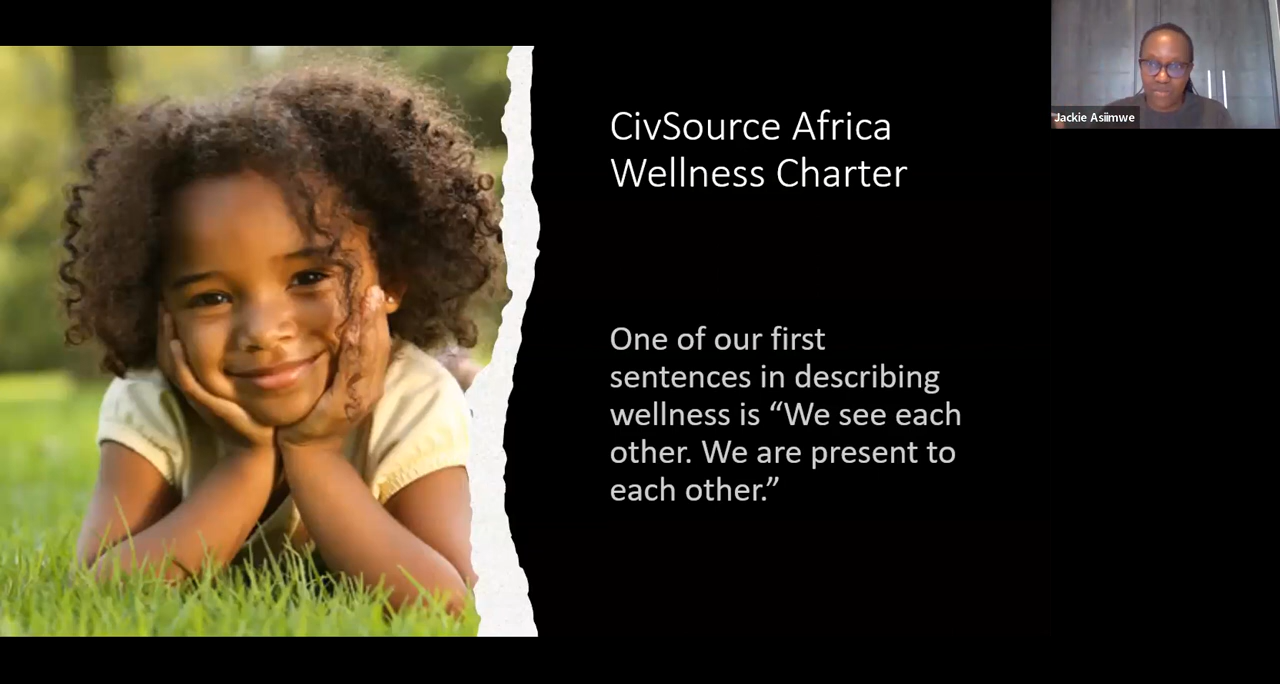 CivSource Africa
Wellness Charter
One of our first
sentences in describing
wellness is “We see each
other. We are present to
each other.”
Jackie Asiimwe